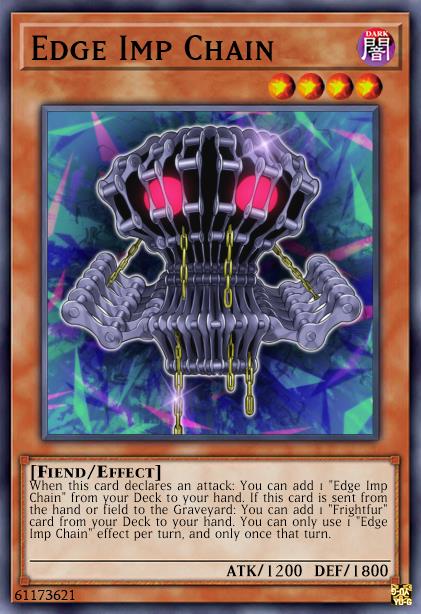 Edge Imp Chain
DARK
闇
[Fiend/Effect]
When this card declares an attack: You can add 1 "Edge Imp
Chain" from your Deck to your hand. If this card is sent from
the hand or field to the Graveyard: You can add 1 "Frightfur"
card from your Deck to your hand. You can only use 1 "Edge
Imp Chain" effect per turn, and only once that turn.
ATK/1200 DEF/1800
61173621